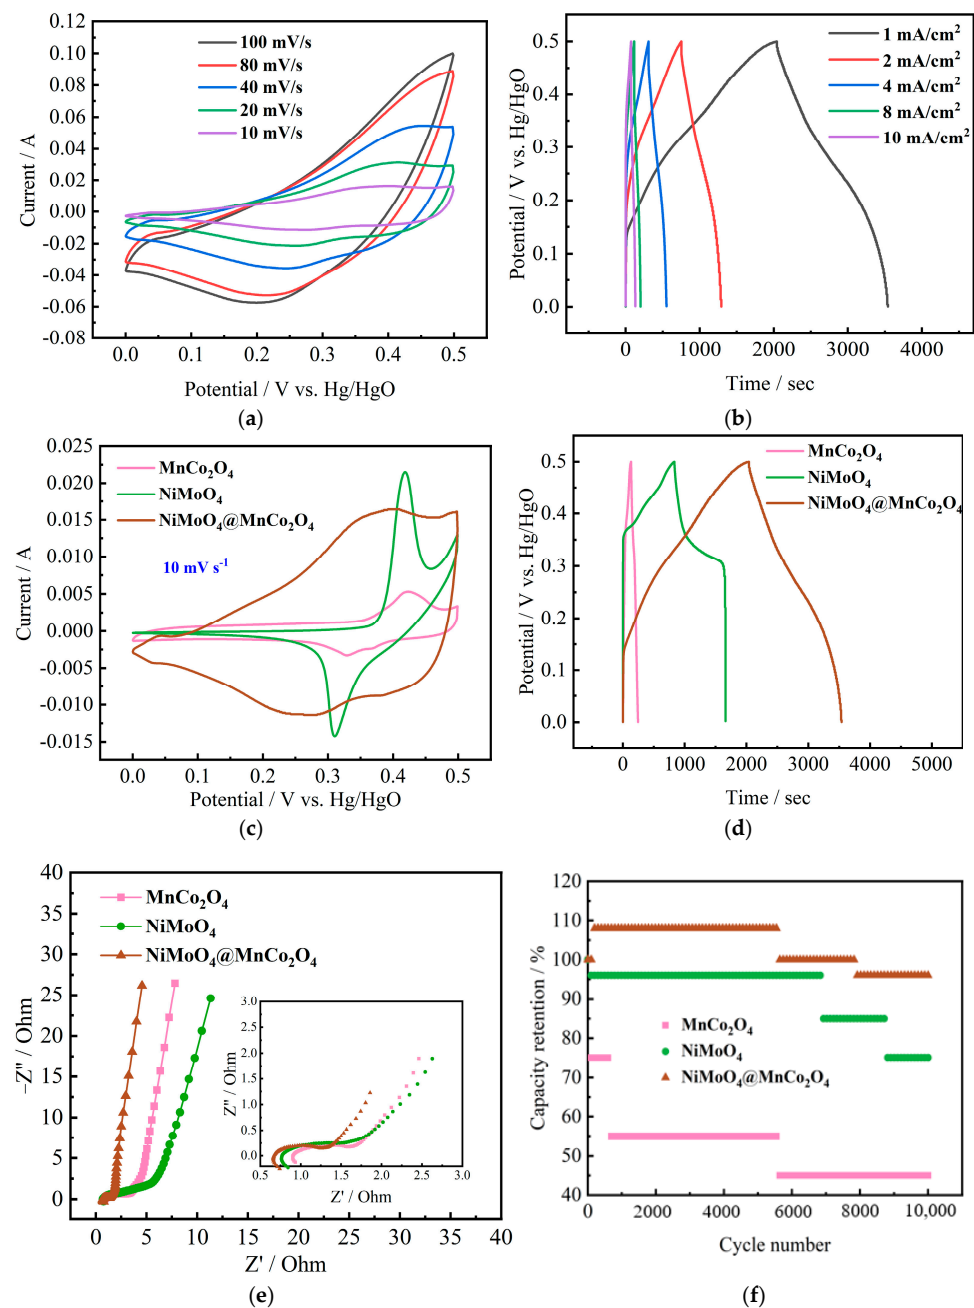 0.12
0.10
0.08
0.06
0.04
0.02
0.00
-0.02
-0.04
-0.06
-0.08
Current / A
100 mV/s
80 mV/s
40 mV/s
20 mV/s
10 mV/s
0.0 0.1 0.2 0.3 0.4 0.5
Potential / V vs. Hg/HgO
(a)
0.5
0.4
0.3
0.2
0.1
0.0
Potential / V vs. Hg/HgO
1 mA/cm²
2 mA/cm²
4 mA/cm²
8 mA/cm²
10 mA/cm²
0 1000 2000 3000 4000
Time / sec
(b)
0.025
0.020
0.015
0.010
0.005
0.000
-0.005
-0.010
-0.015
Current / A
MnCo₂O₄
NiMoO₄
NiMoO₄@MnCo₂O₄
10 mV s⁻¹
0.0 0.1 0.2 0.3 0.4 0.5
Potential / V vs. Hg/HgO
(c)
0.5
0.4
0.3
0.2
0.1
0.0
Potential / V vs. Hg/HgO
MnCo₂O₄
NiMoO₄
NiMoO₄@MnCo₂O₄
0 1000 2000 3000 4000 5000
Time / sec
(d)
40
35
30
25
20
15
10
5
0
−Z'' / Ohm
MnCo₂O₄
NiMoO₄
NiMoO₄@MnCo₂O₄
3.0
2.5
2.0
1.5
1.0
0.5
0.0
Z'' / Ohm
0.5 1.0 1.5 2.0 2.5 3.0
Z' / Ohm
0 5 10 15 20 25 30 35 40
Z' / Ohm
(e)
120
110
100
90
85
75
65
60
50
40
Capacity retention / %
MnCo₂O₄
NiMoO₄
NiMoO₄@MnCo₂O₄
0 2000 4000 6000 8000 10,000
Cycle number
(f)